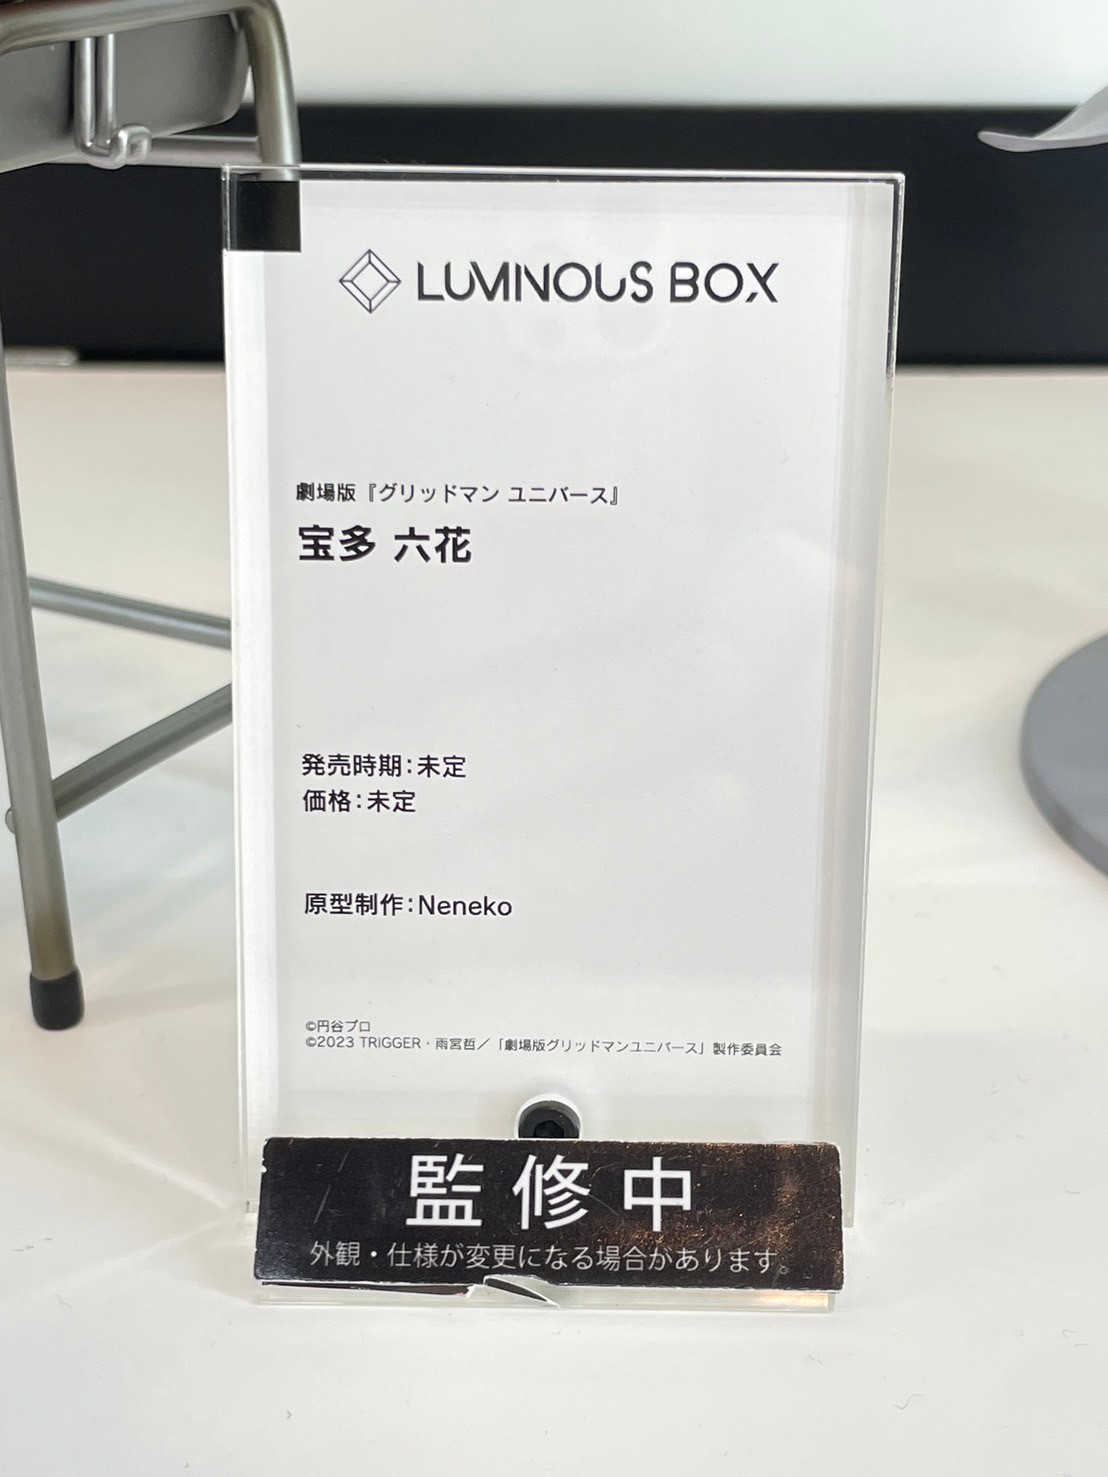 LUMINOUS BOX
劇場版『グリッドマン ユニバース』
宝多 六花
発売時期：未定
価格：未定
原型制作：Neneko
©円谷プロ
©2023 TRIGGER・雨宮哲／「劇場版グリッドマンユニバース」製作委員会
監修中
外観・仕様が変更になる場合があります。